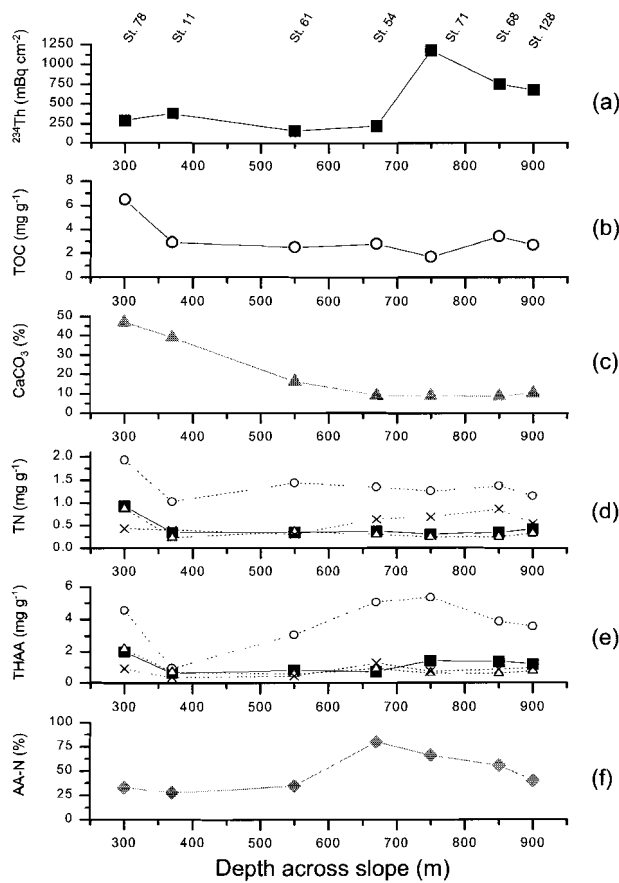 St. 78 St. 11 St. 61 St. 54 St. 71 St. 68 St. 128
²³⁴Th (mBq cm⁻²)
1250
1000
750
500
250
0
300 400 500 600 700 800 900
(a)
TOC (mg g⁻¹)
8
6
4
2
0
300 400 500 600 700 800 900
(b)
CaCO₃ (%)
50
40
30
20
10
0
300 400 500 600 700 800 900
(c)
TN (mg g⁻¹)
2.0
1.5
1.0
0.5
0.0
300 400 500 600 700 800 900
(d)
THAA (mg g⁻¹)
6
4
2
0
300 400 500 600 700 800 900
(e)
AA-N (%)
100
75
50
25
0
300 400 500 600 700 800 900
(f)
Depth across slope (m)